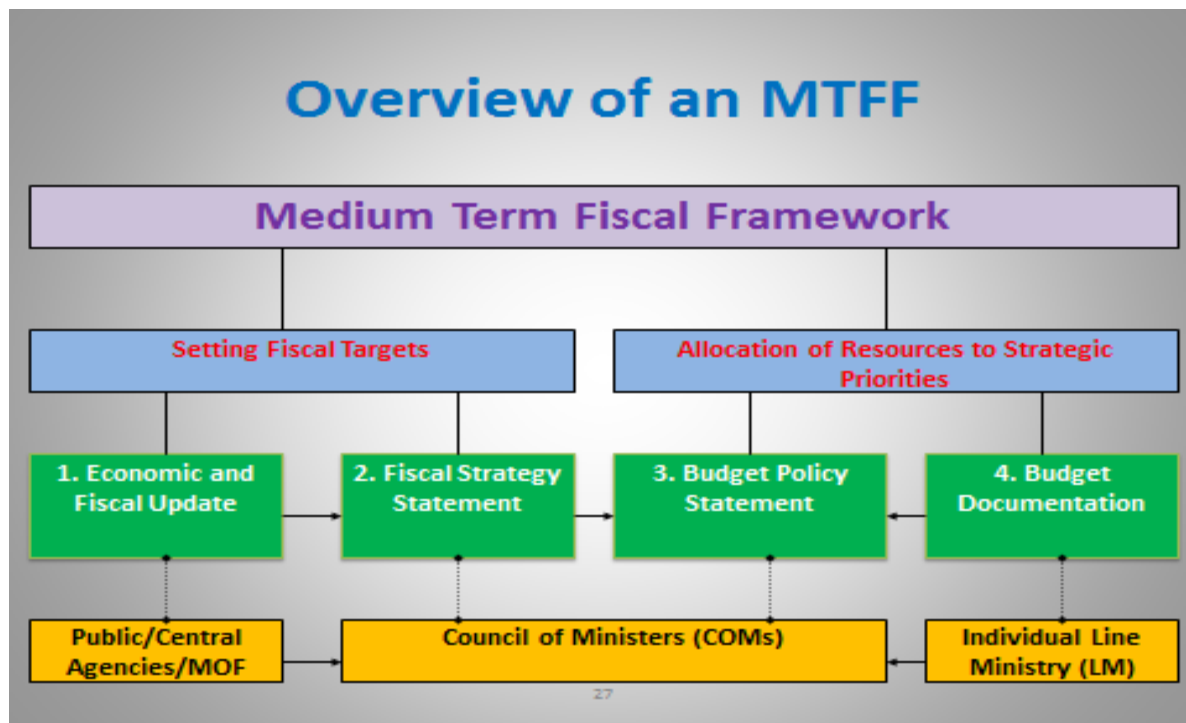 Overview of an MTFF
Medium Term Fiscal Framework
Setting Fiscal Targets
Allocation of Resources to Strategic
Priorities
1. Economic and
Fiscal Update
2. Fiscal Strategy
Statement
3. Budget Policy
Statement
4. Budget
Documentation
Public/Central
Agencies/MOF
Council of Ministers (COMs)
Individual Line
Ministry (LM)
27